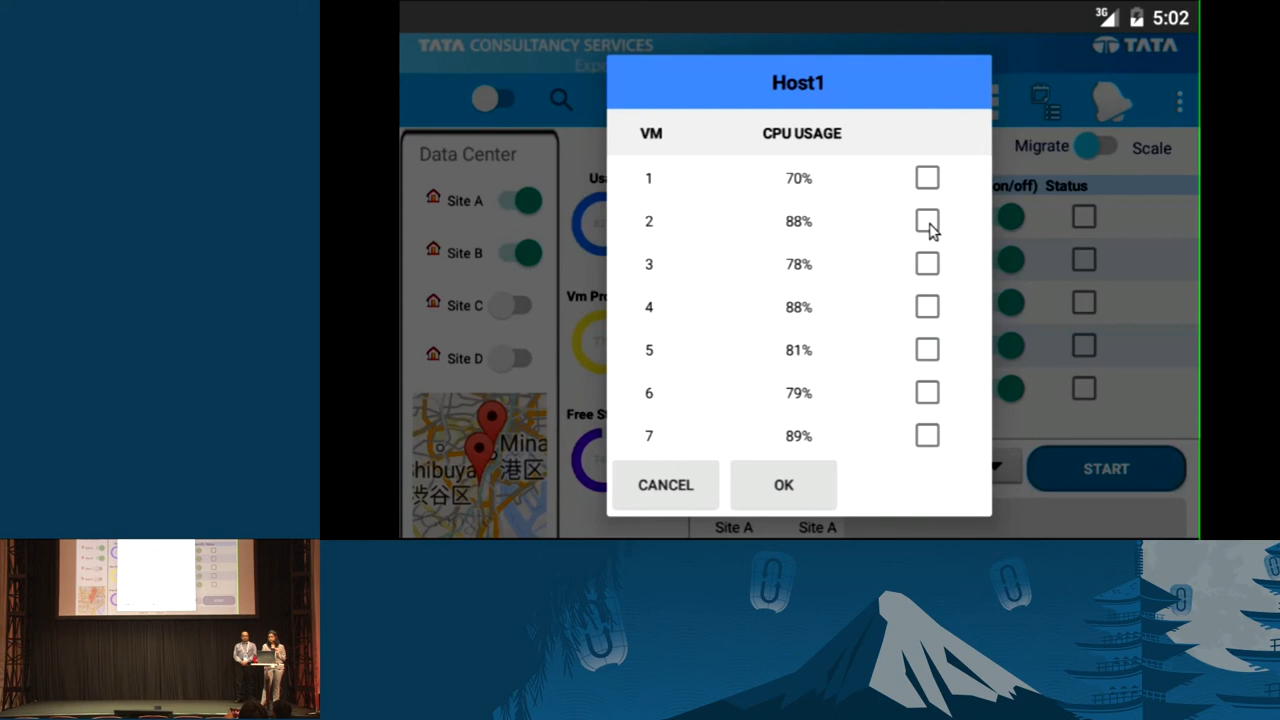 3G 5:02
TATA CONSULTANCY SERVICES
TATA
Host1
VM CPU USAGE
1 70%
2 88%
3 78%
4 88%
5 81%
6 79%
7 89%
CANCEL OK
Data Center
Site A
Site B
Site C
Site D
Migrate Scale
on/off) Status
Vm
Free
START
Mina
港区
hibuya
渋谷区
Site A Site A